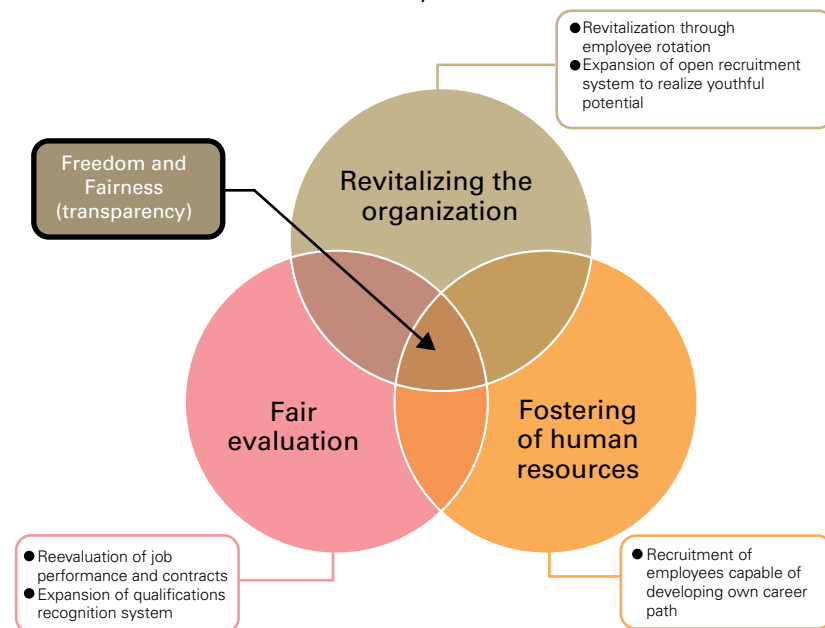 ● Revitalization through
employee rotation
● Expansion of open recruitment
system to realize youthful
potential
Freedom and
Fairness
(transparency)
Revitalizing the
organization
Fair
evaluation
Fostering
of human
resources
● Reevaluation of job
performance and contracts
● Expansion of qualifications
recognition system
● Recruitment of
employees capable of
developing own career
path